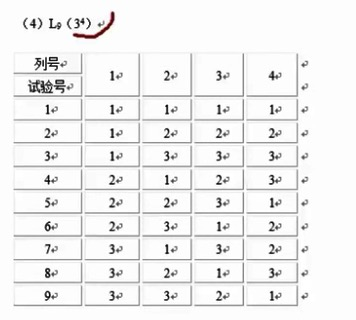 （4）L₉（3⁴）
列号 1 2 3 4
试验号
1 1 1 1 1
2 1 2 2 2
3 1 3 3 3
4 2 1 2 3
5 2 2 3 1
6 2 3 1 2
7 3 1 3 2
8 3 2 1 3
9 3 3 2 1